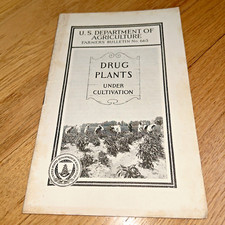 U. S. DEPARTMENT OF
AGRICULTURE
FARMERS' BULLETIN No. 663
DRUG
PLANTS
UNDER
CULTIVATION